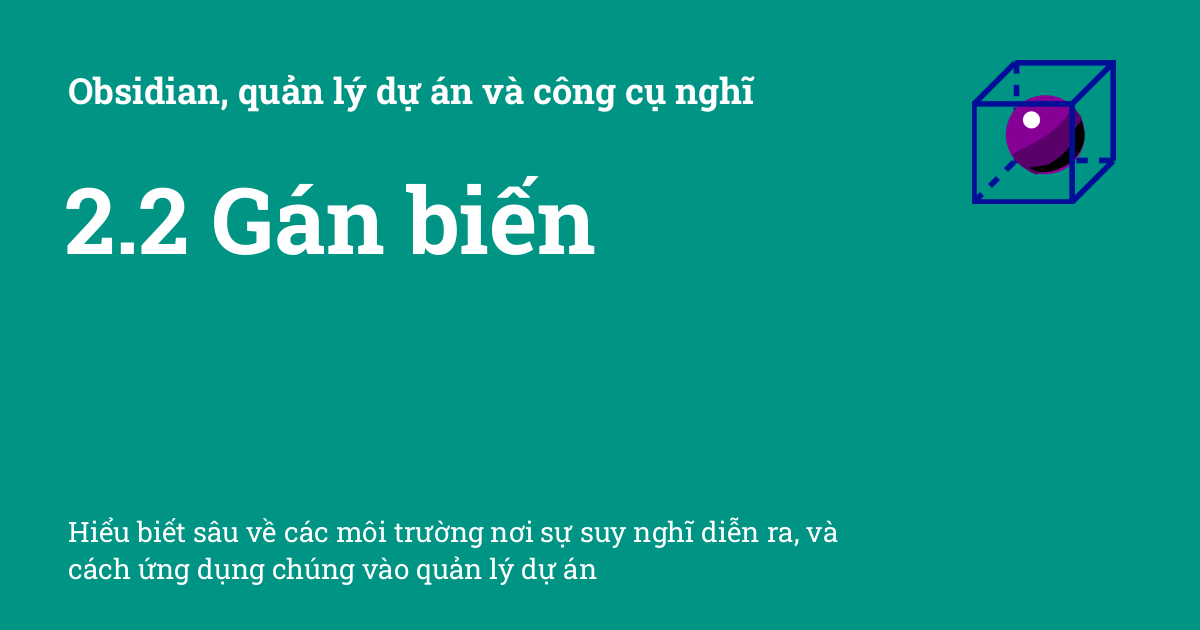 Obsidian, quản lý dự án và công cụ nghĩ
2.2 Gán biến
Hiểu biết sâu về các môi trường nơi sự suy nghĩ diễn ra, và
cách ứng dụng chúng vào quản lý dự án